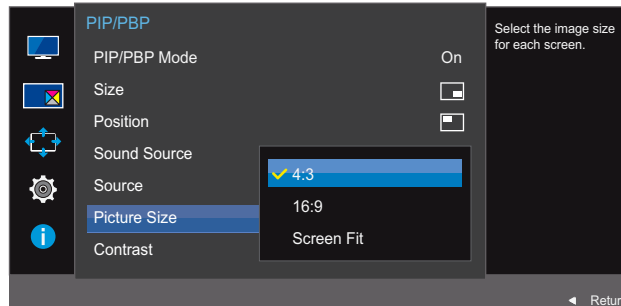 PIP/PBP
PIP/PBP Mode On
Size
Position
Sound Source
Source
Picture Size
Contrast
4:3
16:9
Screen Fit
Select the image size
for each screen.
Retur